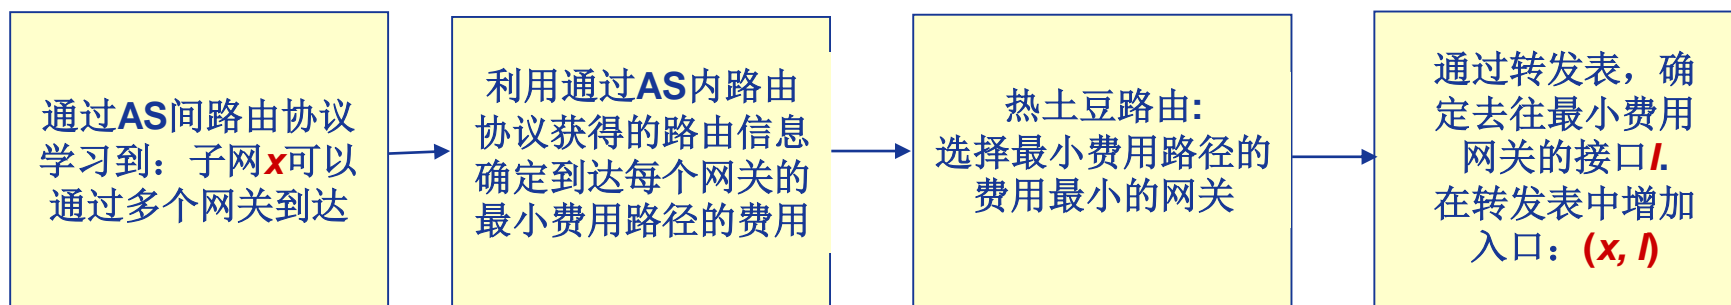 通过AS间路由协议
学习到：子网x可以
通过多个网关到达
利用通过AS内路由
协议获得的路由信息
确定到达每个网关的
最小费用路径的费用
热土豆路由:
选择最小费用路径的
费用最小的网关
通过转发表，确
定去往最小费用
网关的接口I.
在转发表中增加
入口：(x, I)